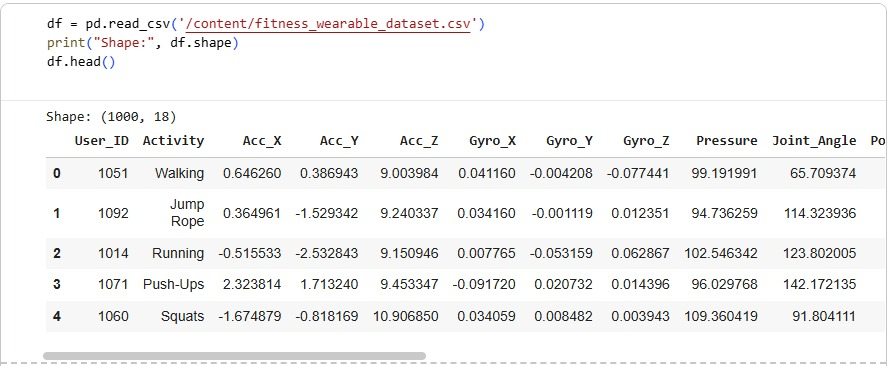 df = pd.read_csv('/content/fitness_wearable_dataset.csv')
print("Shape:", df.shape)
df.head()
Shape: (1000, 18)
User_ID Activity Acc_X Acc_Y Acc_Z Gyro_X Gyro_Y Gyro_Z Pressure Joint_Angle Po
0 1051 Walking 0.646260 0.386943 9.003984 0.041160 -0.004208 -0.077441 99.191991 65.709374
1 1092 Jump Rope 0.364961 -1.529342 9.240337 0.034160 -0.001119 0.012351 94.736259 114.323936
2 1014 Running -0.515533 -2.532843 9.150946 0.007765 -0.053159 0.062867 102.546342 123.802005
3 1071 Push-Ups 2.323814 1.713240 9.453347 -0.091720 0.020732 0.014396 96.029768 142.172135
4 1060 Squats -1.674879 -0.818169 10.906850 0.034059 0.008482 0.003943 109.360419 91.804111